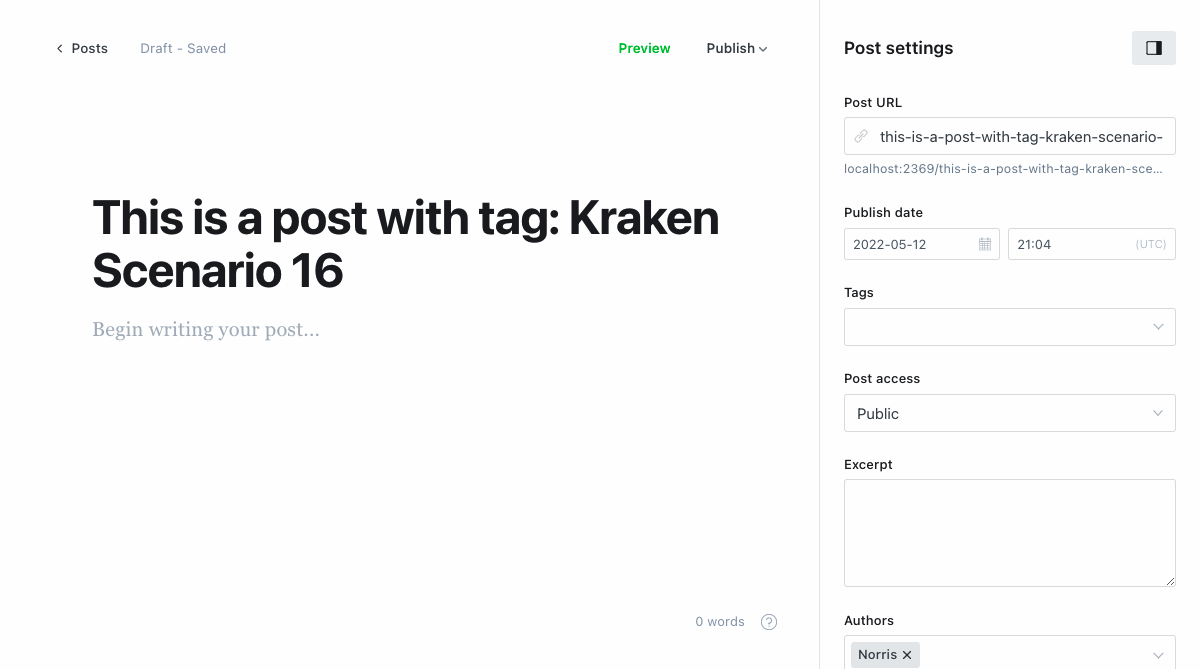 Posts
Draft - Saved
Preview
Publish
This is a post with tag: Kraken
Scenario 16
Begin writing your post...
0 words
?
Post settings
Post URL
this-is-a-post-with-tag-kraken-scenario-
localhost:2369/this-is-a-post-with-tag-kraken-sce...
Publish date
2022-05-12
21:04
(UTC)
Tags
Post access
Public
Excerpt
Authors
Norris ×